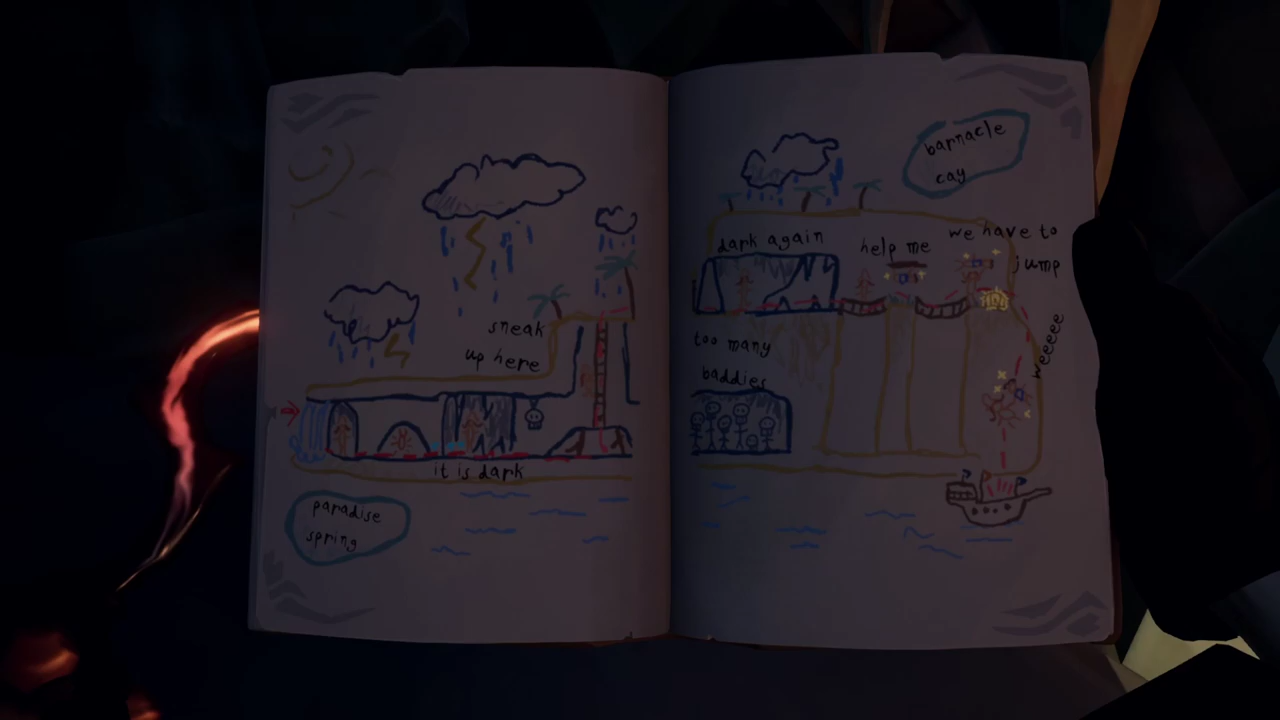 sneak
up here
it is dark
paradise
spring
barnacle
cay
dark again
help me
we have to
jump
too many
baddies
weeeee